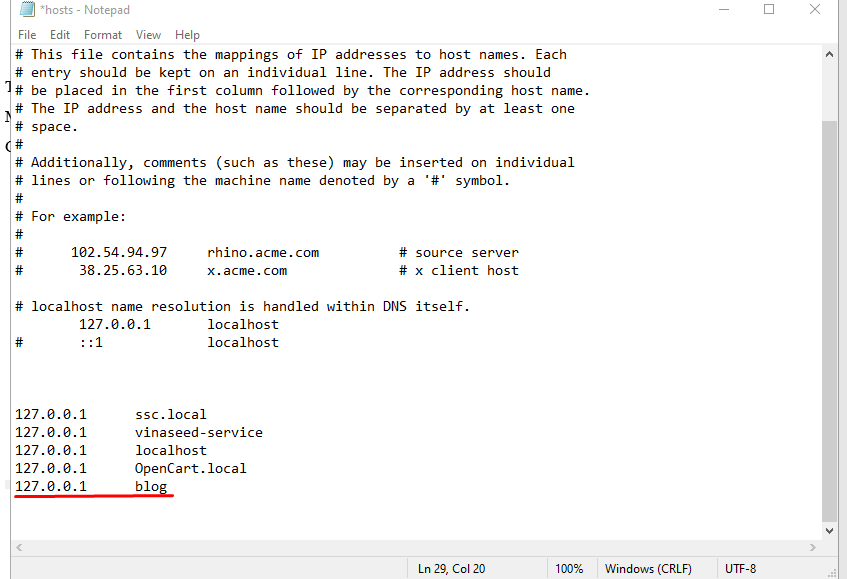 *hosts - Notepad
File Edit Format View Help
# This file contains the mappings of IP addresses to host names. Each
# entry should be kept on an individual line. The IP address should
# be placed in the first column followed by the corresponding host name.
# The IP address and the host name should be separated by at least one
# space.
#
# Additionally, comments (such as these) may be inserted on individual
# lines or following the machine name denoted by a '#' symbol.
#
# For example:
#
#      102.54.94.97     rhino.acme.com          # source server
#       38.25.63.10     x.acme.com              # x client host
# localhost name resolution is handled within DNS itself.
        127.0.0.1       localhost
#       ::1             localhost
127.0.0.1      ssc.local
127.0.0.1      vinaseed-service
127.0.0.1      localhost
127.0.0.1      OpenCart.local
127.0.0.1      blog
Ln 29, Col 20 100% Windows (CRLF) UTF-8